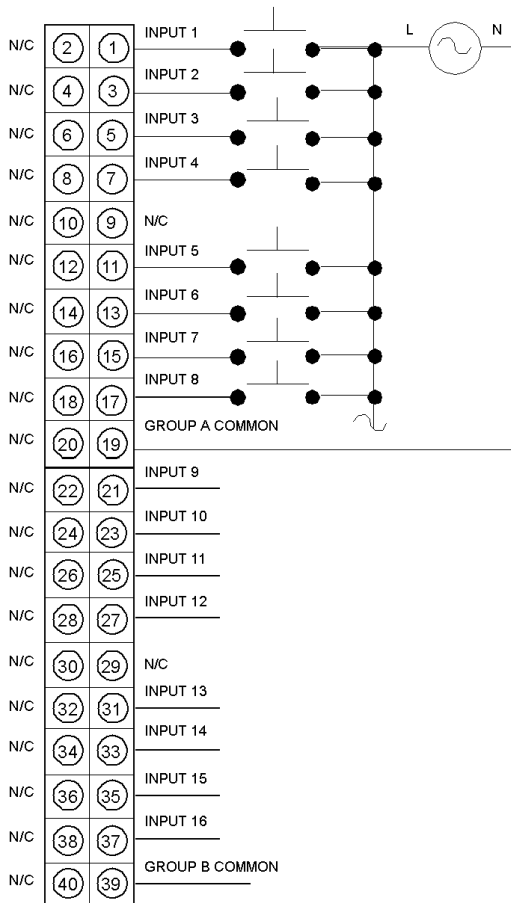 L N
N/C 2 1 INPUT 1
N/C 4 3 INPUT 2
N/C 6 5 INPUT 3
N/C 8 7 INPUT 4
N/C 10 9 N/C
N/C 12 11 INPUT 5
N/C 14 13 INPUT 6
N/C 16 15 INPUT 7
N/C 18 17 INPUT 8
N/C 20 19 GROUP A COMMON
N/C 22 21 INPUT 9
N/C 24 23 INPUT 10
N/C 26 25 INPUT 11
N/C 28 27 INPUT 12
N/C 30 29 N/C
N/C 32 31 INPUT 13
N/C 34 33 INPUT 14
N/C 36 35 INPUT 15
N/C 38 37 INPUT 16
N/C 40 39 GROUP B COMMON